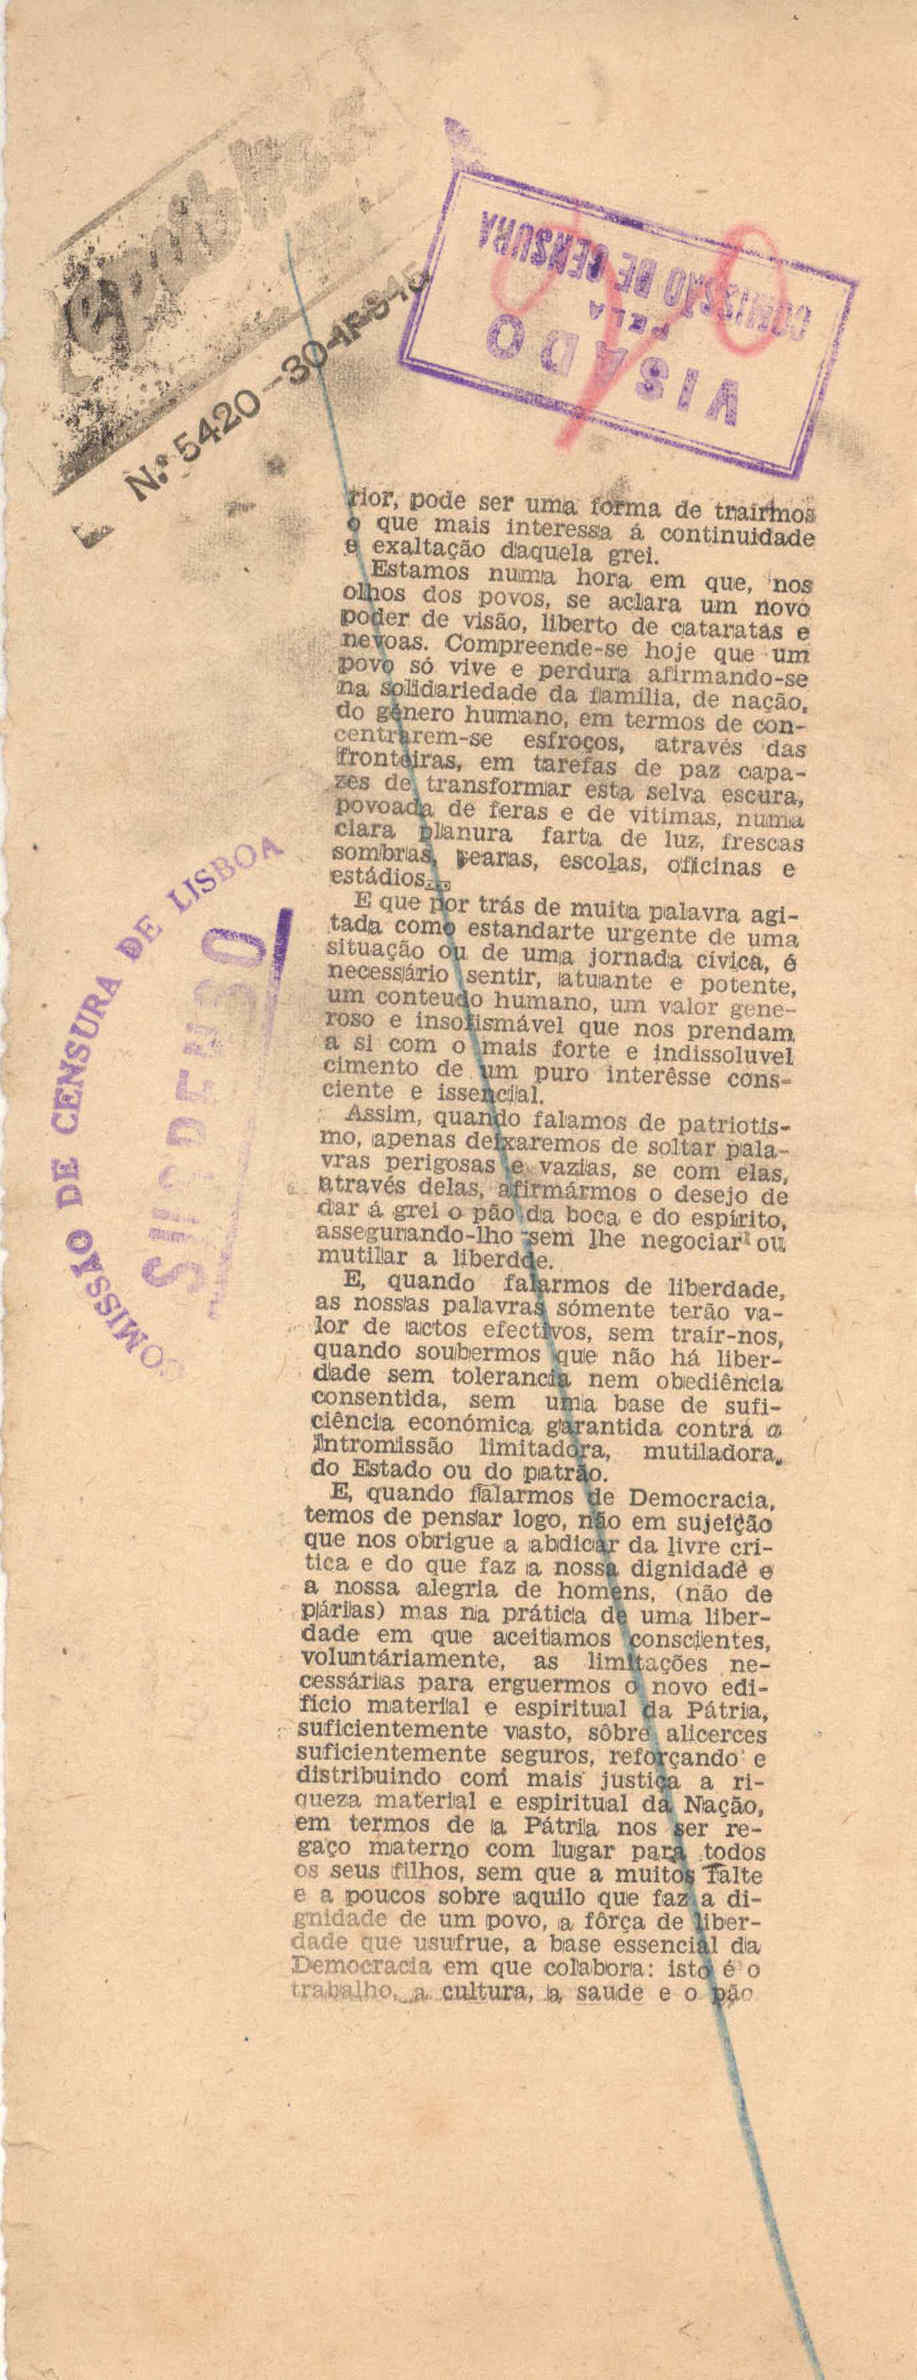 República
N.º 5420-30-11-945
VISADO
PELA
COMISSÃO DE CENSURA
COMISSÃO DE CENSURA DE LISBOA
SUSPENSO
rior, pode ser uma forma de traírmos
o que mais interessa á continuidade
e exaltação daquela grei.
Estamos numa hora em que, nos
olhos dos povos, se aclara um novo
poder de visão, liberto de cataratas e
nevoas. Compreende-se hoje que um
povo só vive e perdura afirmando-se
na solidariedade da família, de nação,
do género humano, em termos de con-
centrarem-se esfroços, através das
fronteiras, em tarefas de paz capa-
zes de transformar esta selva escura,
povoada de feras e de vitimas, numa
clara planura farta de luz, frescas
sombras, searas, escolas, oficinas e
estádios...
E que por trás de muita palavra agi-
tada como estandarte urgente de uma
situação ou de uma jornada cívica, é
necessário sentir, atuante e potente,
um conteudo humano, um valor gene-
roso e insofismável que nos prendam
a si com o mais forte e indissoluvel
cimento de um puro interêsse cons-
ciente e issencial.
Assim, quando falamos de patriotis-
mo, apenas deixaremos de soltar pala-
vras perigosas e vazias, se com elas,
através delas, afirmármos o desejo de
dar á grei o pão da boca e do espírito,
assegurando-lho sem lhe negociar ou
mutilar a liberdde.
E, quando falarmos de liberdade,
as nossas palavras sómente terão va-
lor de actos efectivos, sem traír-nos,
quando soubermos que não há liber-
dade sem tolerancia nem obediência
consentida, sem uma base de sufi-
ciência económica garantida contra a
intromissão limitadora, mutiladora,
do Estado ou do patrão.
E, quando falarmos de Democracia,
temos de pensar logo, não em sujeição
que nos obrigue a abdicar da livre cri-
tica e do que faz a nossa dignidade e
a nossa alegria de homens, (não de
párias) mas na prática de uma liber-
dade em que aceitamos conscientes,
voluntáriamente, as limitações ne-
cessárias para erguermos o novo edi-
fício material e espiritual da Pátria,
suficientemente vasto, sôbre alicerces
suficientemente seguros, reforçando e
distribuindo com mais justiça a ri-
queza material e espiritual da Nação,
em termos de a Pátria nos ser re-
gaço materno com lugar para todos
os seus filhos, sem que a muitos falte
e a poucos sobre aquilo que faz a di-
gnidade de um povo, a fôrça de liber-
dade que usufrue, a base essencial da
Democracia em que colabora: isto é o
trabalho, a cultura, a saude e o pão